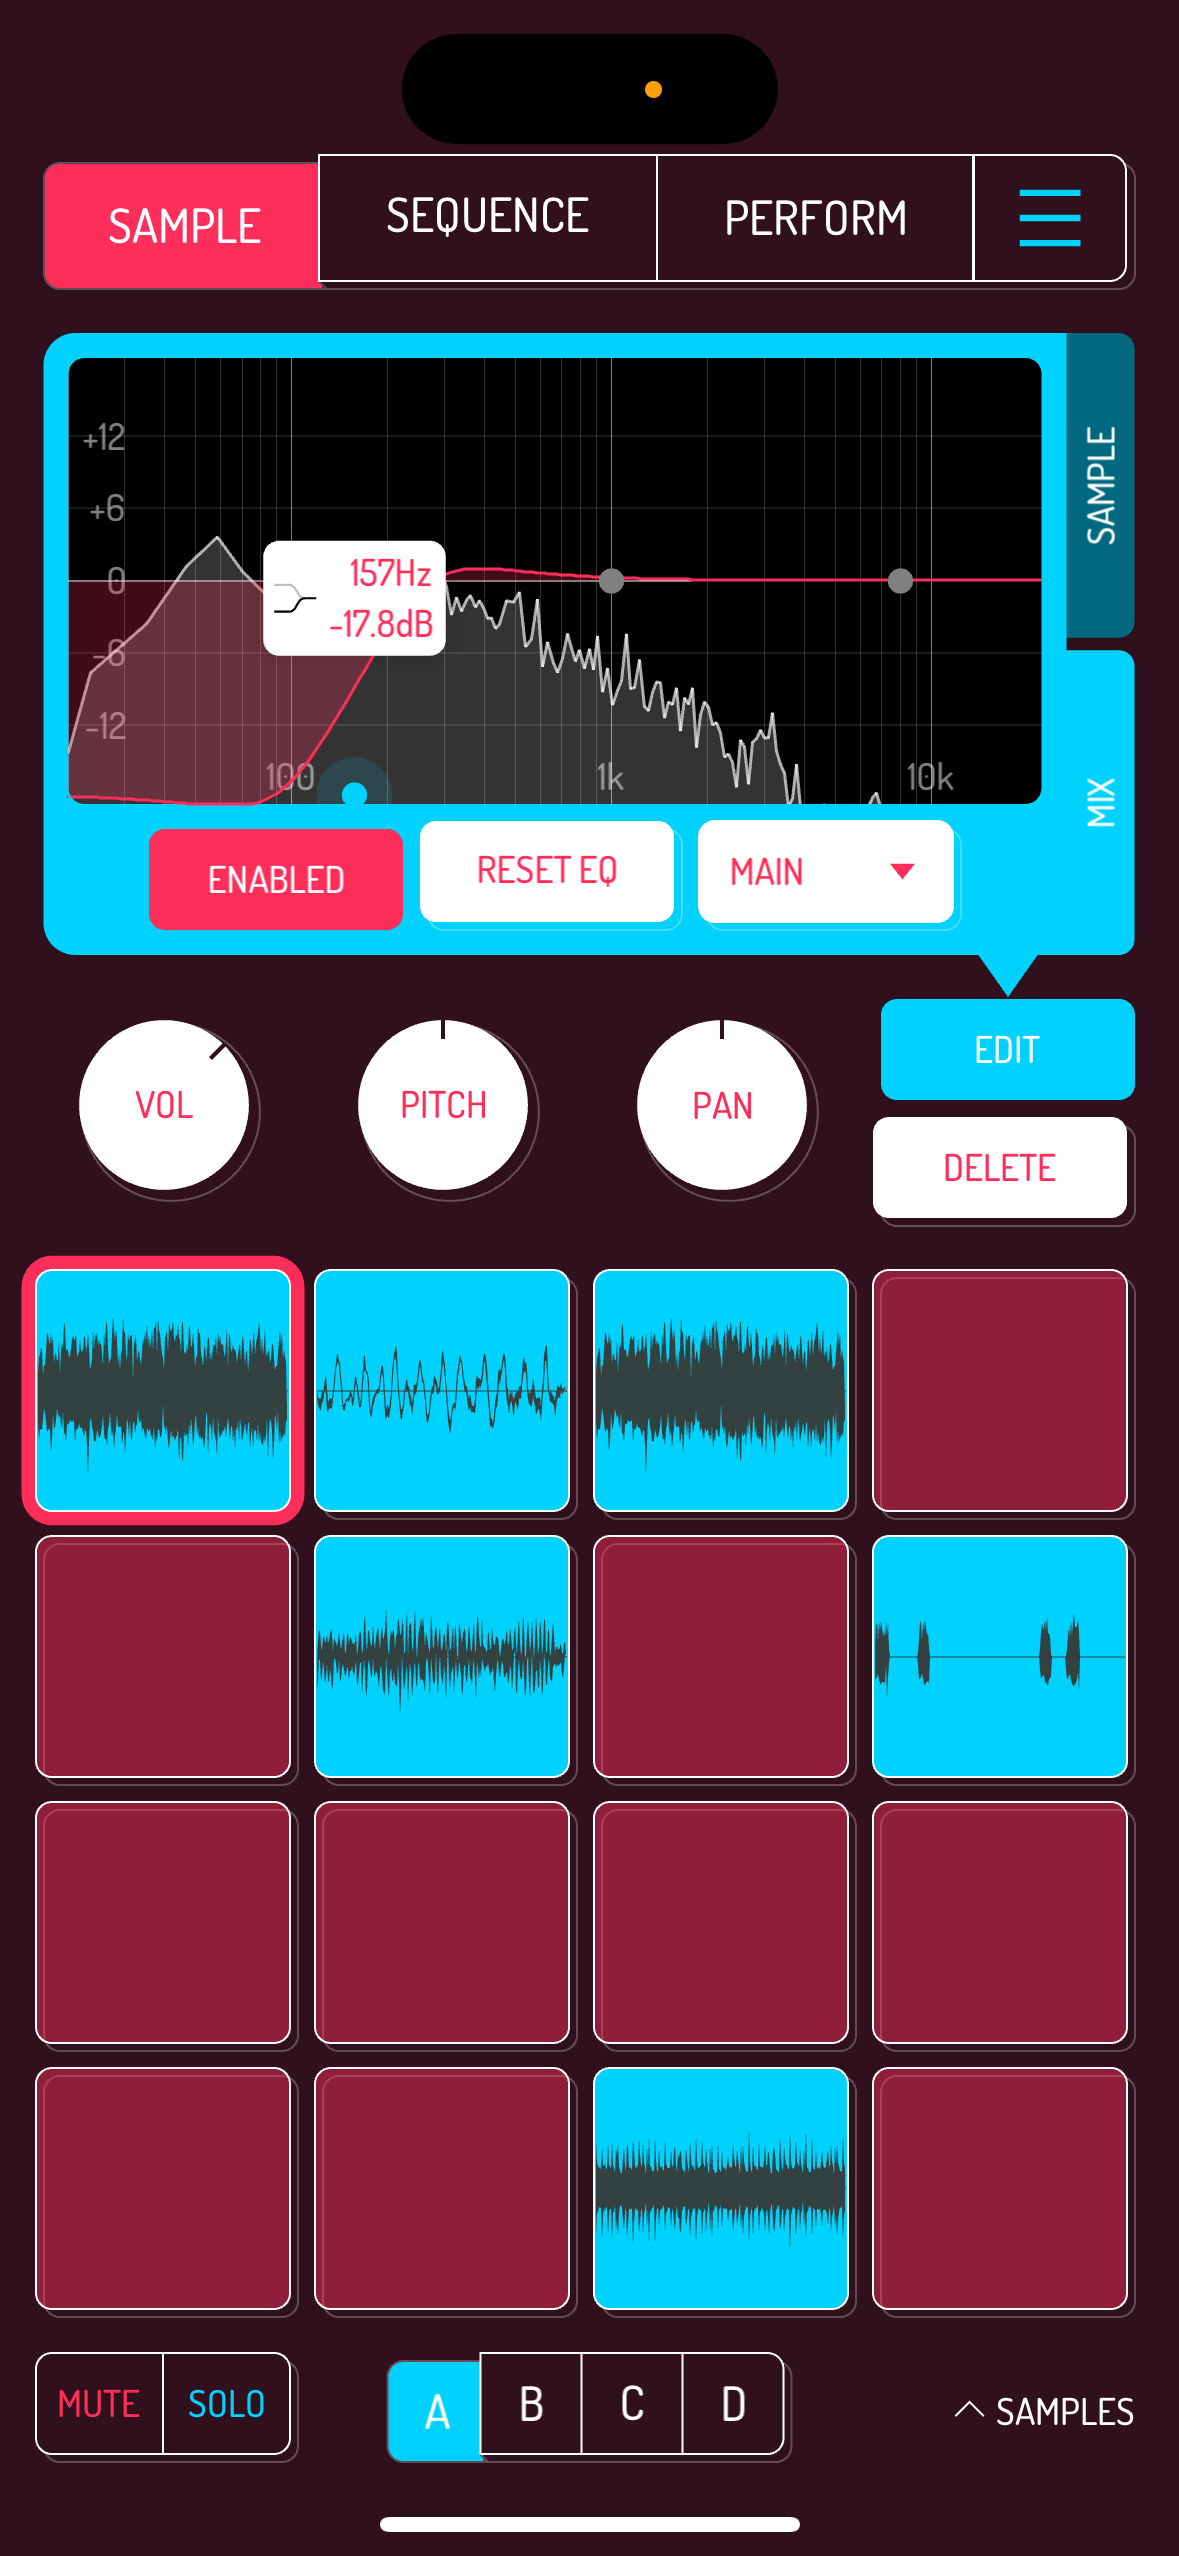 SAMPLE
SEQUENCE
PERFORM
+12
+6
0
-6
-12
157Hz
-17.8dB
100
1k
10k
SAMPLE
MIX
ENABLED
RESET EQ
MAIN
VOL
PITCH
PAN
EDIT
DELETE
MUTE
SOLO
A
B
C
D
SAMPLES